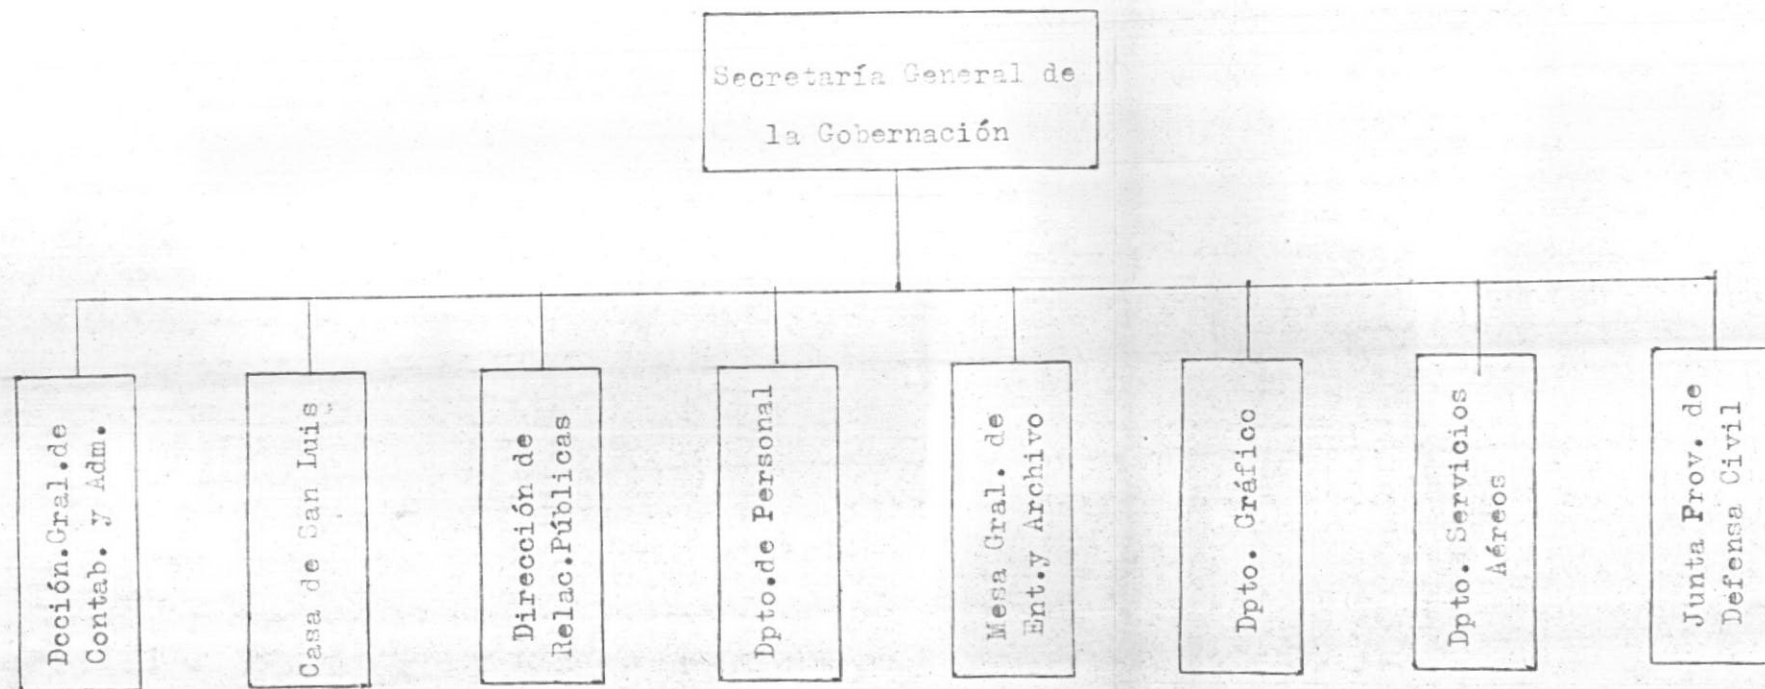 Secretaría General de
la Gobernación
Dcción.Gral.de
Contab. y Adm.
Casa de San Luis
Dirección de
Relac.Públicas
Dpto.de Personal
Mesa Gral. de
Ent.y Archivo
Dpto. Gráfico
Dpto. Servicios
Aéreos
Junta Prov. de
Defensa Civil